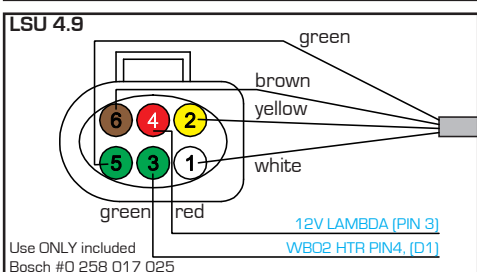 LSU 4.9
green
brown
yellow
6 4 2
5 3 1
white
green red
12V LAMBDA (PIN 3)
Use ONLY included
WBO2 HTR PIN4, (D1)
Bosch #0 258 017 025